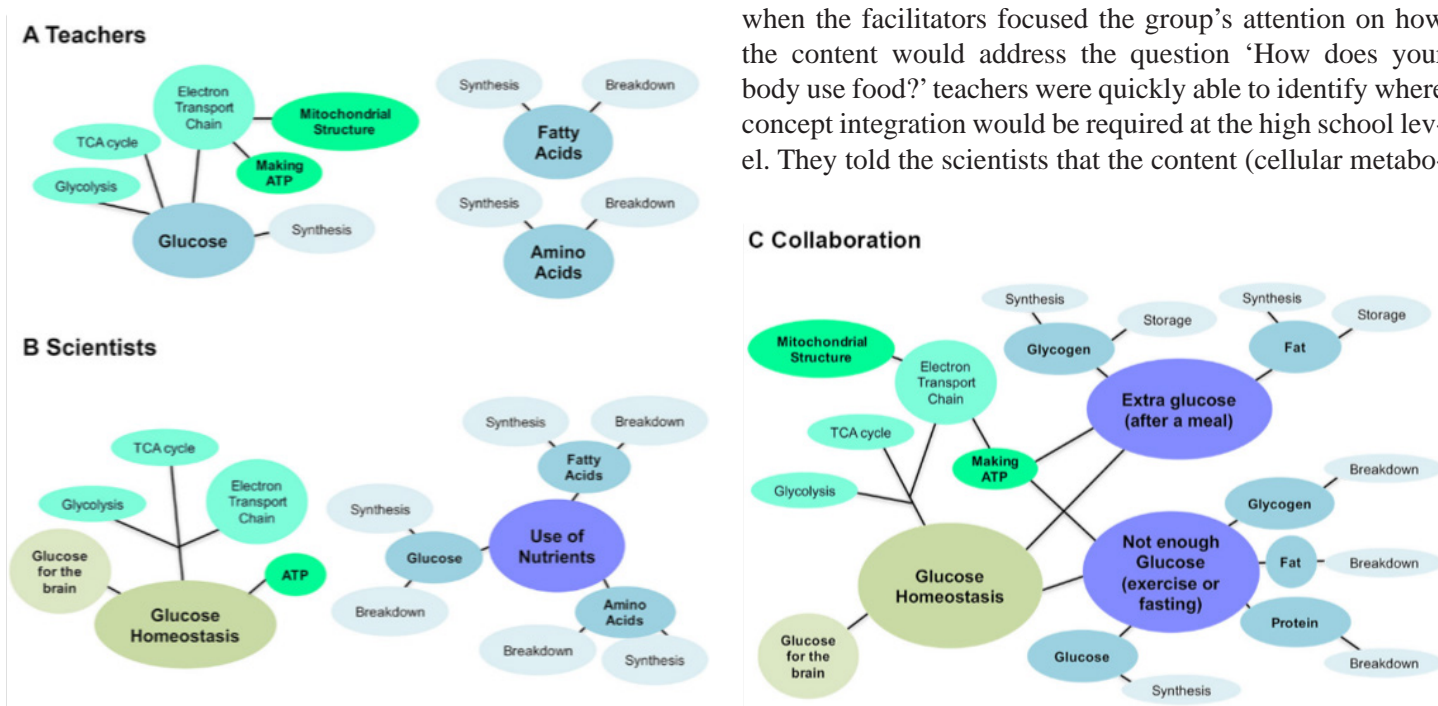 A Teachers
Electron
Transport
Chain
Mitochondrial
Structure
TCA cycle
Making
ATP
Glycolysis
Glucose
Synthesis
Synthesis
Breakdown
Fatty
Acids
Synthesis
Breakdown
Amino
Acids
B Scientists
TCA cycle
Glycolysis
Electron
Transport
Chain
Glucose
for the
brain
ATP
Glucose
Homeostasis
Synthesis
Breakdown
Fatty
Acids
Synthesis
Glucose
Use of
Nutrients
Breakdown
Amino
Acids
Breakdown
Synthesis
when the facilitators focused the group's attention on how
the content would address the question 'How does your
body use food?' teachers were quickly able to identify where
concept integration would be required at the high school lev-
el. They told the scientists that the content (cellular metabo-
C Collaboration
Synthesis
Storage
Glycogen
Synthesis
Storage
Fat
Mitochondrial
Structure
Electron
Transport
Chain
Extra glucose
(after a meal)
TCA cycle
Making
ATP
Glycolysis
Breakdown
Glycogen
Not enough
Glucose
(exercise or
fasting)
Fat
Breakdown
Glucose
Homeostasis
Protein
Breakdown
Glucose
for the
brain
Glucose
Synthesis